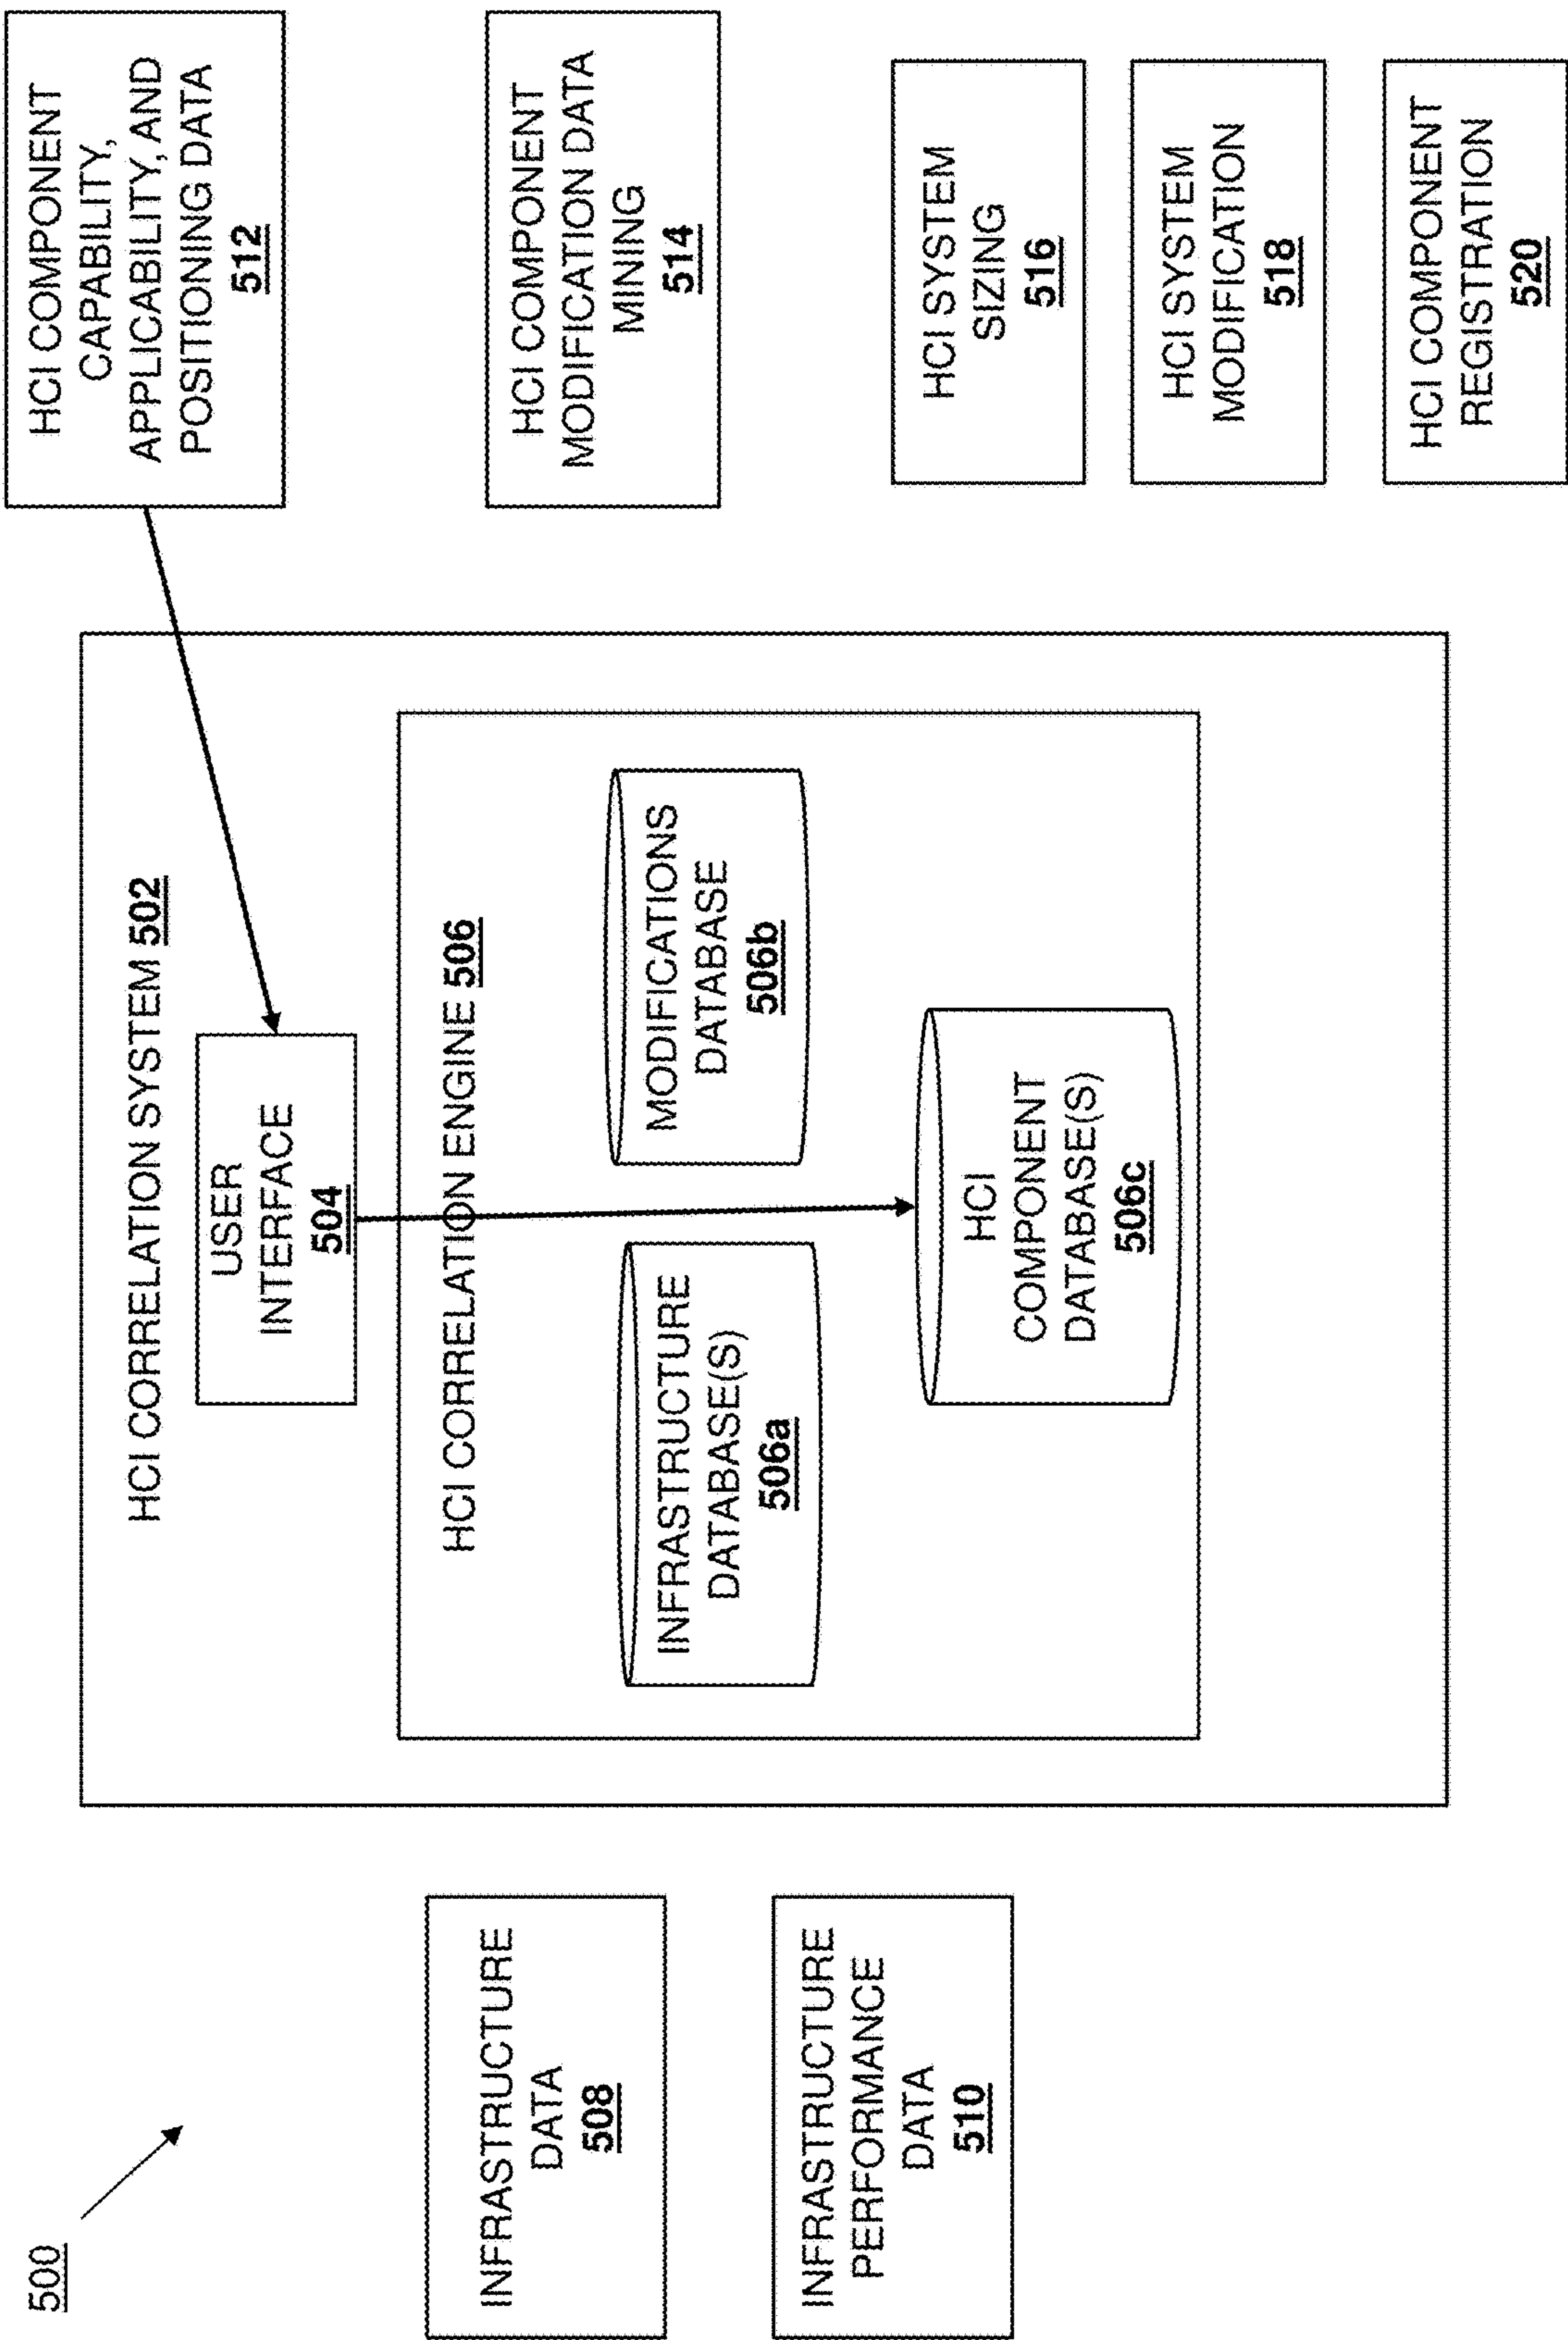 500
HCI CORRELATION SYSTEM 502
USER
INTERFACE
504
HCI CORRELATION ENGINE 506
INFRASTRUCTURE
DATABASE(S)
506a
MODIFICATIONS
DATABASE
506b
HCI
COMPONENT
DATABASE(S)
506c
INFRASTRUCTURE
DATA
508
INFRASTRUCTURE
PERFORMANCE
DATA
510
HCI COMPONENT
CAPABILITY,
APPLICABILITY, AND
POSITIONING DATA
512
HCI COMPONENT
MODIFICATION DATA
MINING
514
HCI SYSTEM
SIZING
516
HCI SYSTEM
MODIFICATION
518
HCI COMPONENT
REGISTRATION
520